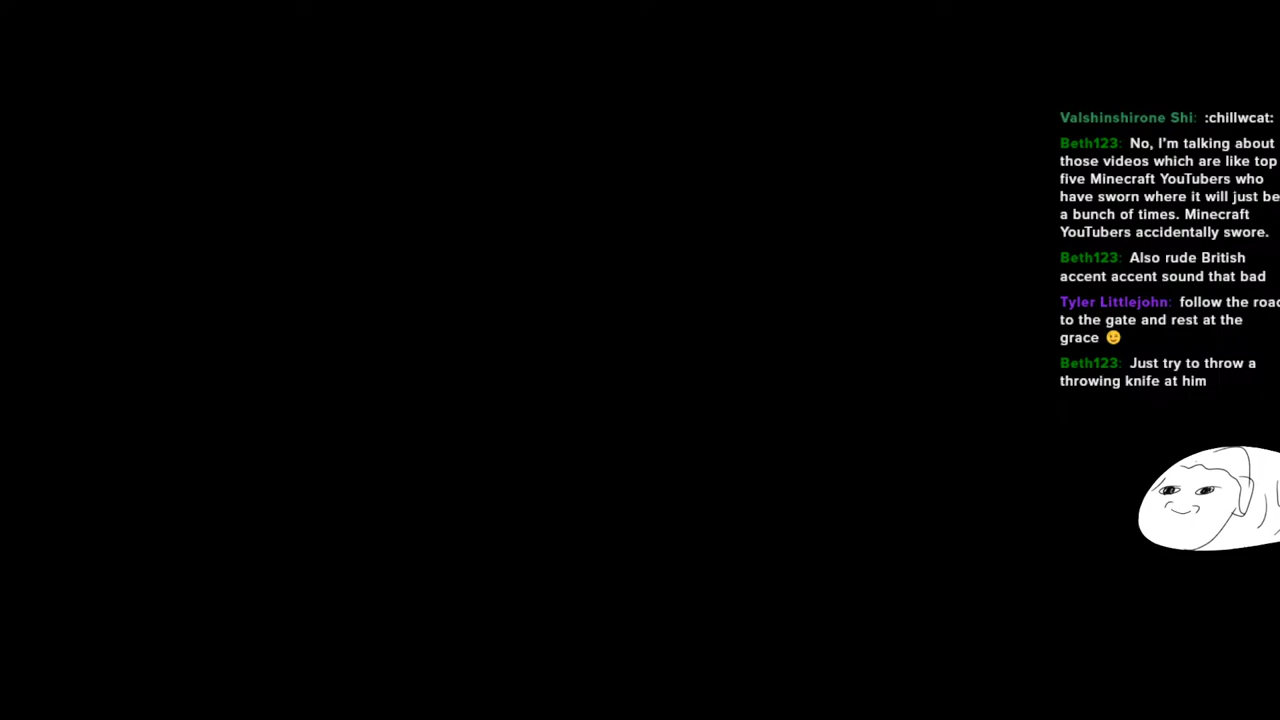 Valshinshirone Shi: :chillwcat:
Beth123: No, I'm talking about
those videos which are like top
five Minecraft YouTubers who
have sworn where it will just be
a bunch of times. Minecraft
YouTubers accidentally swore.
Beth123: Also rude British
accent accent sound that bad
Tyler Littlejohn: follow the road
to the gate and rest at the
grace 😉
Beth123: Just try to throw a
throwing knife at him